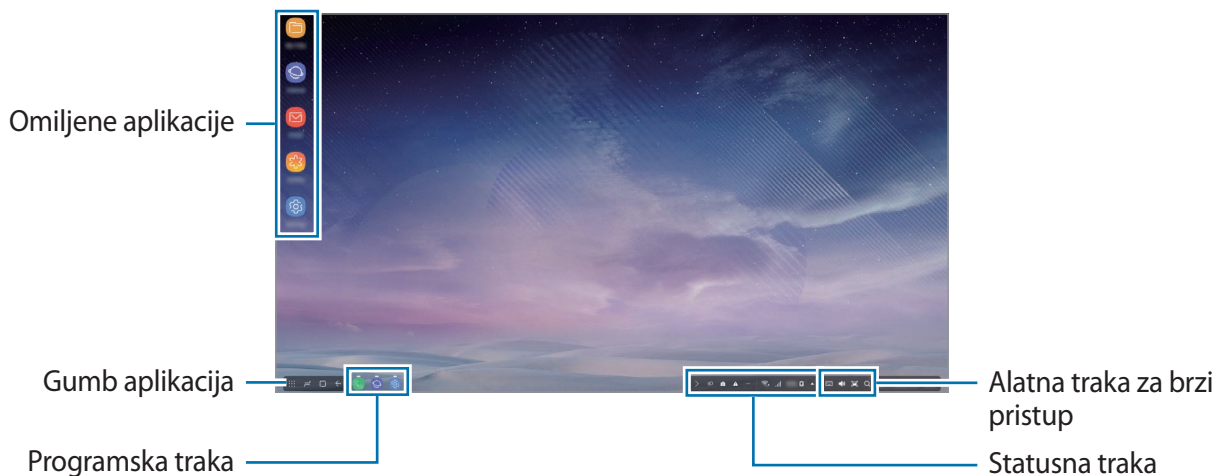 Omiljene aplikacije
Gumb aplikacija
Programska traka
Alatna traka za brzi
pristup
Statusna traka